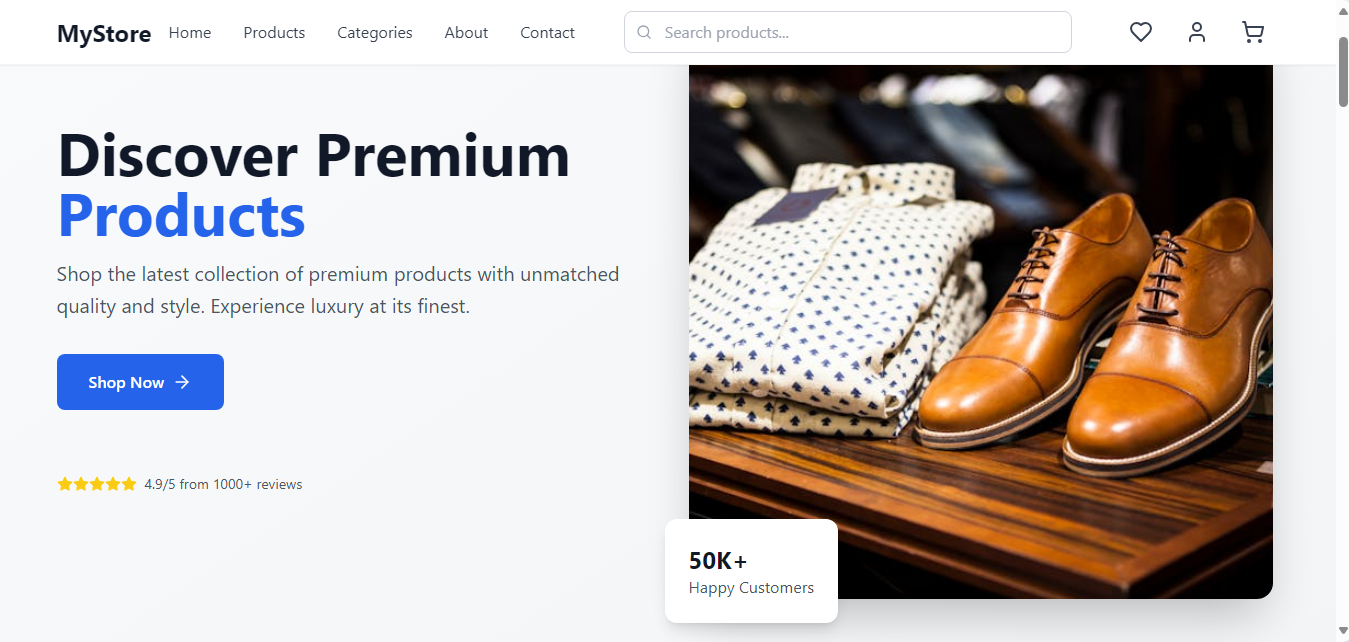 MyStore
Home
Products
Categories
About
Contact
Search products...
Discover Premium
Products
Shop the latest collection of premium products with unmatched
quality and style. Experience luxury at its finest.
Shop Now
4.9/5 from 1000+ reviews
50K+
Happy Customers